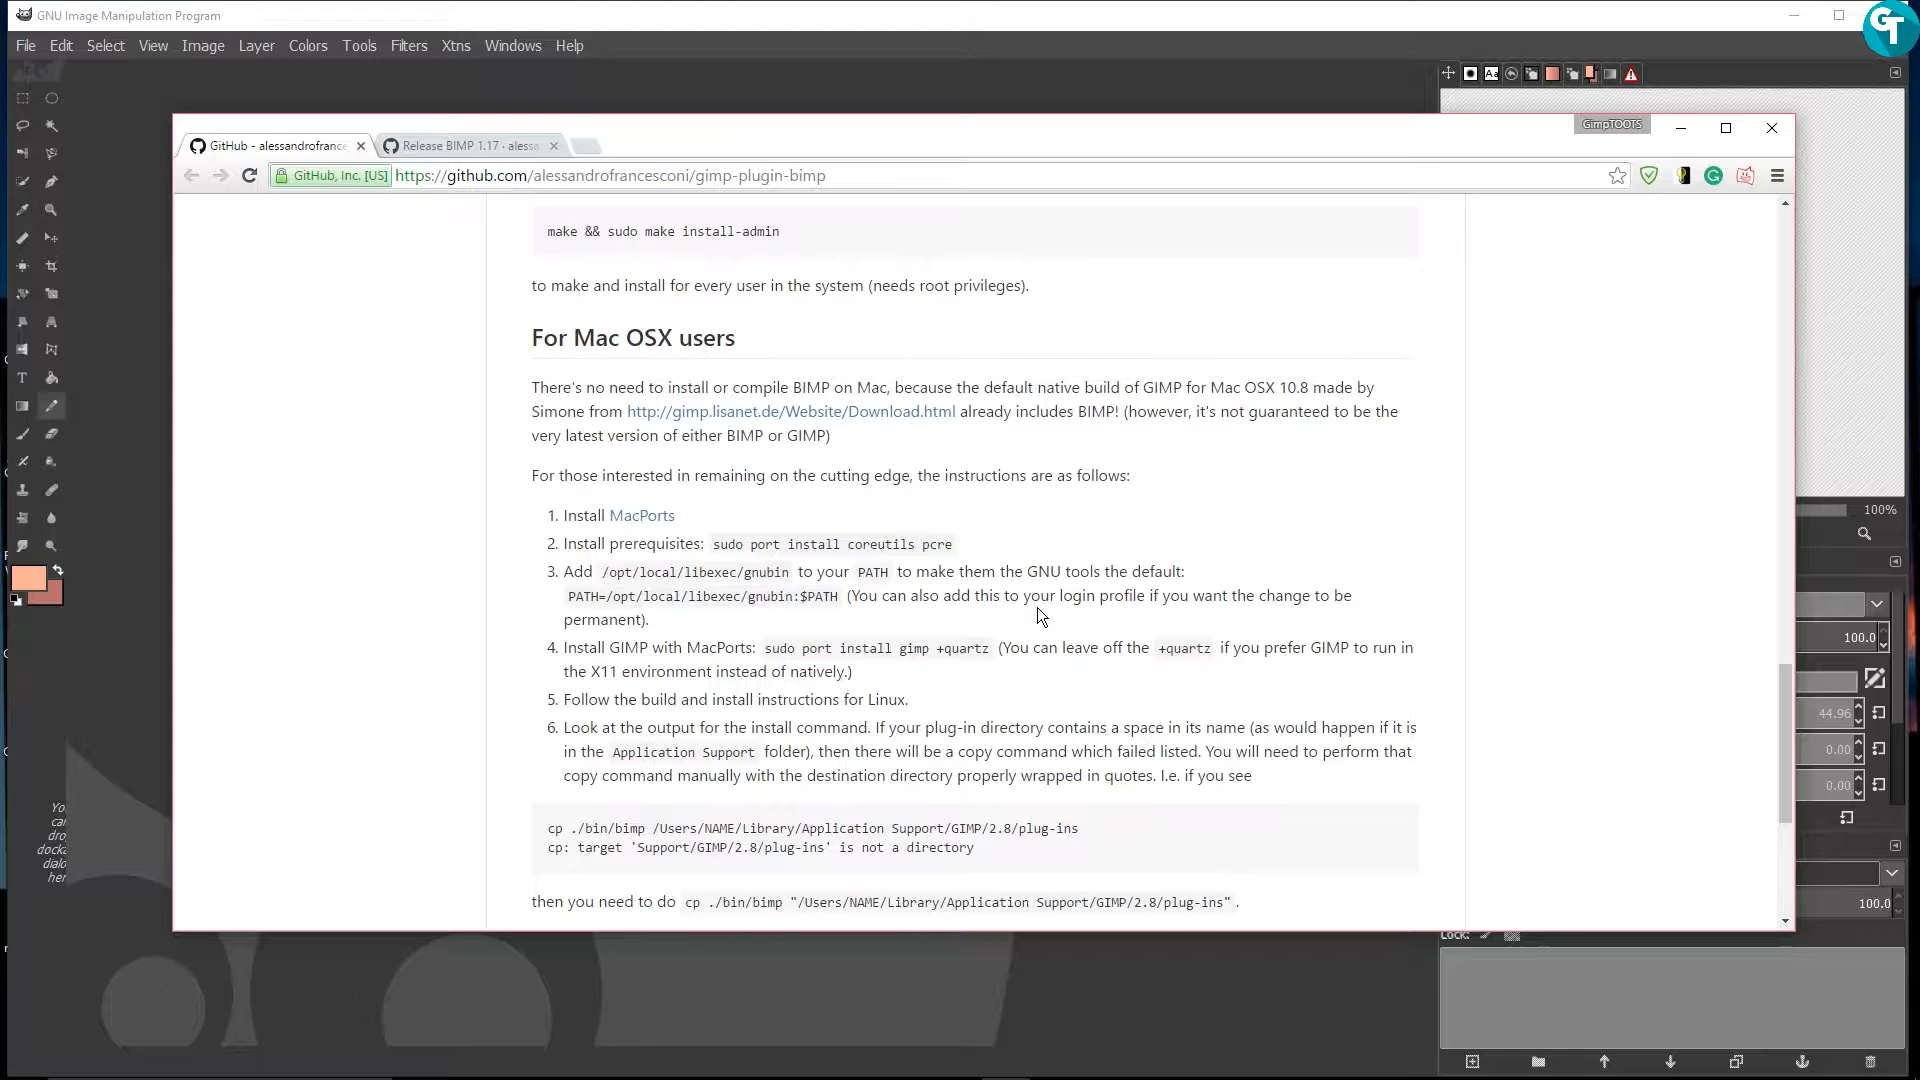 GNU Image Manipulation Program
GT
File Edit Select View Image Layer Colors Tools Filters Xtns Windows Help
Aa
GimpTOOTS
GitHub - alessandrofrance
Release BIMP 1.17 · alessa
GitHub, Inc. [US] https://github.com/alessandrofrancesconi/gimp-plugin-bimp
make && sudo make install-admin
to make and install for every user in the system (needs root privileges).
For Mac OSX users
There's no need to install or compile BIMP on Mac, because the default native build of GIMP for Mac OSX 10.8 made by
Simone from http://gimp.lisanet.de/Website/Download.html already includes BIMP! (however, it's not guaranteed to be the
very latest version of either BIMP or GIMP)
For those interested in remaining on the cutting edge, the instructions are as follows:
1. Install MacPorts
2. Install prerequisites: sudo port install coreutils pcre
3. Add /opt/local/libexec/gnubin to your PATH to make them the GNU tools the default:
PATH=/opt/local/libexec/gnubin:$PATH (You can also add this to your login profile if you want the change to be
permanent).
4. Install GIMP with MacPorts: sudo port install gimp +quartz (You can leave off the +quartz if you prefer GIMP to run in
the X11 environment instead of natively.)
5. Follow the build and install instructions for Linux.
6. Look at the output for the install command. If your plug-in directory contains a space in its name (as would happen if it is
in the Application Support folder), then there will be a copy command which failed listed. You will need to perform that
copy command manually with the destination directory properly wrapped in quotes. I.e. if you see
cp ./bin/bimp /Users/NAME/Library/Application Support/GIMP/2.8/plug-ins
cp: target 'Support/GIMP/2.8/plug-ins' is not a directory
then you need to do cp ./bin/bimp "/Users/NAME/Library/Application Support/GIMP/2.8/plug-ins" .
100%
100.0
44.96
0.00
0.00
100.0
Lock:
Yo
can
dro
docka
dialo
her